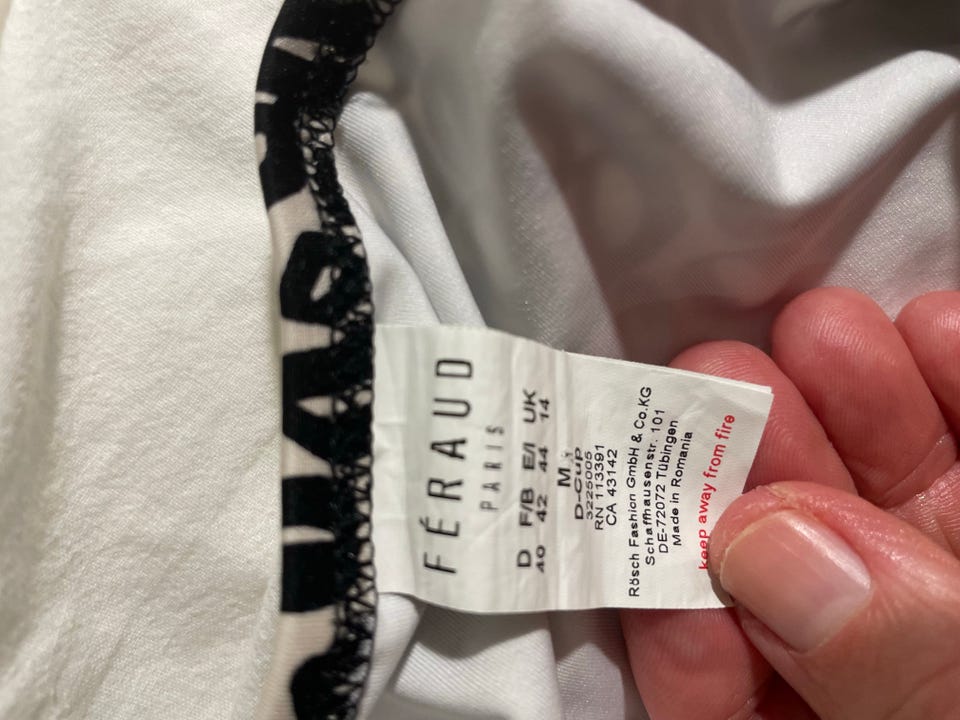 FÉRAUD
PARIS
D F/B E/I UK
40 42 44 14
M
D-Cup
3225005
RN 113391
CA 43142
Rösch Fashion GmbH & Co.KG
Schaffhausenstr. 101
DE-72072 Tübingen
Made in Romania
keep away from fire